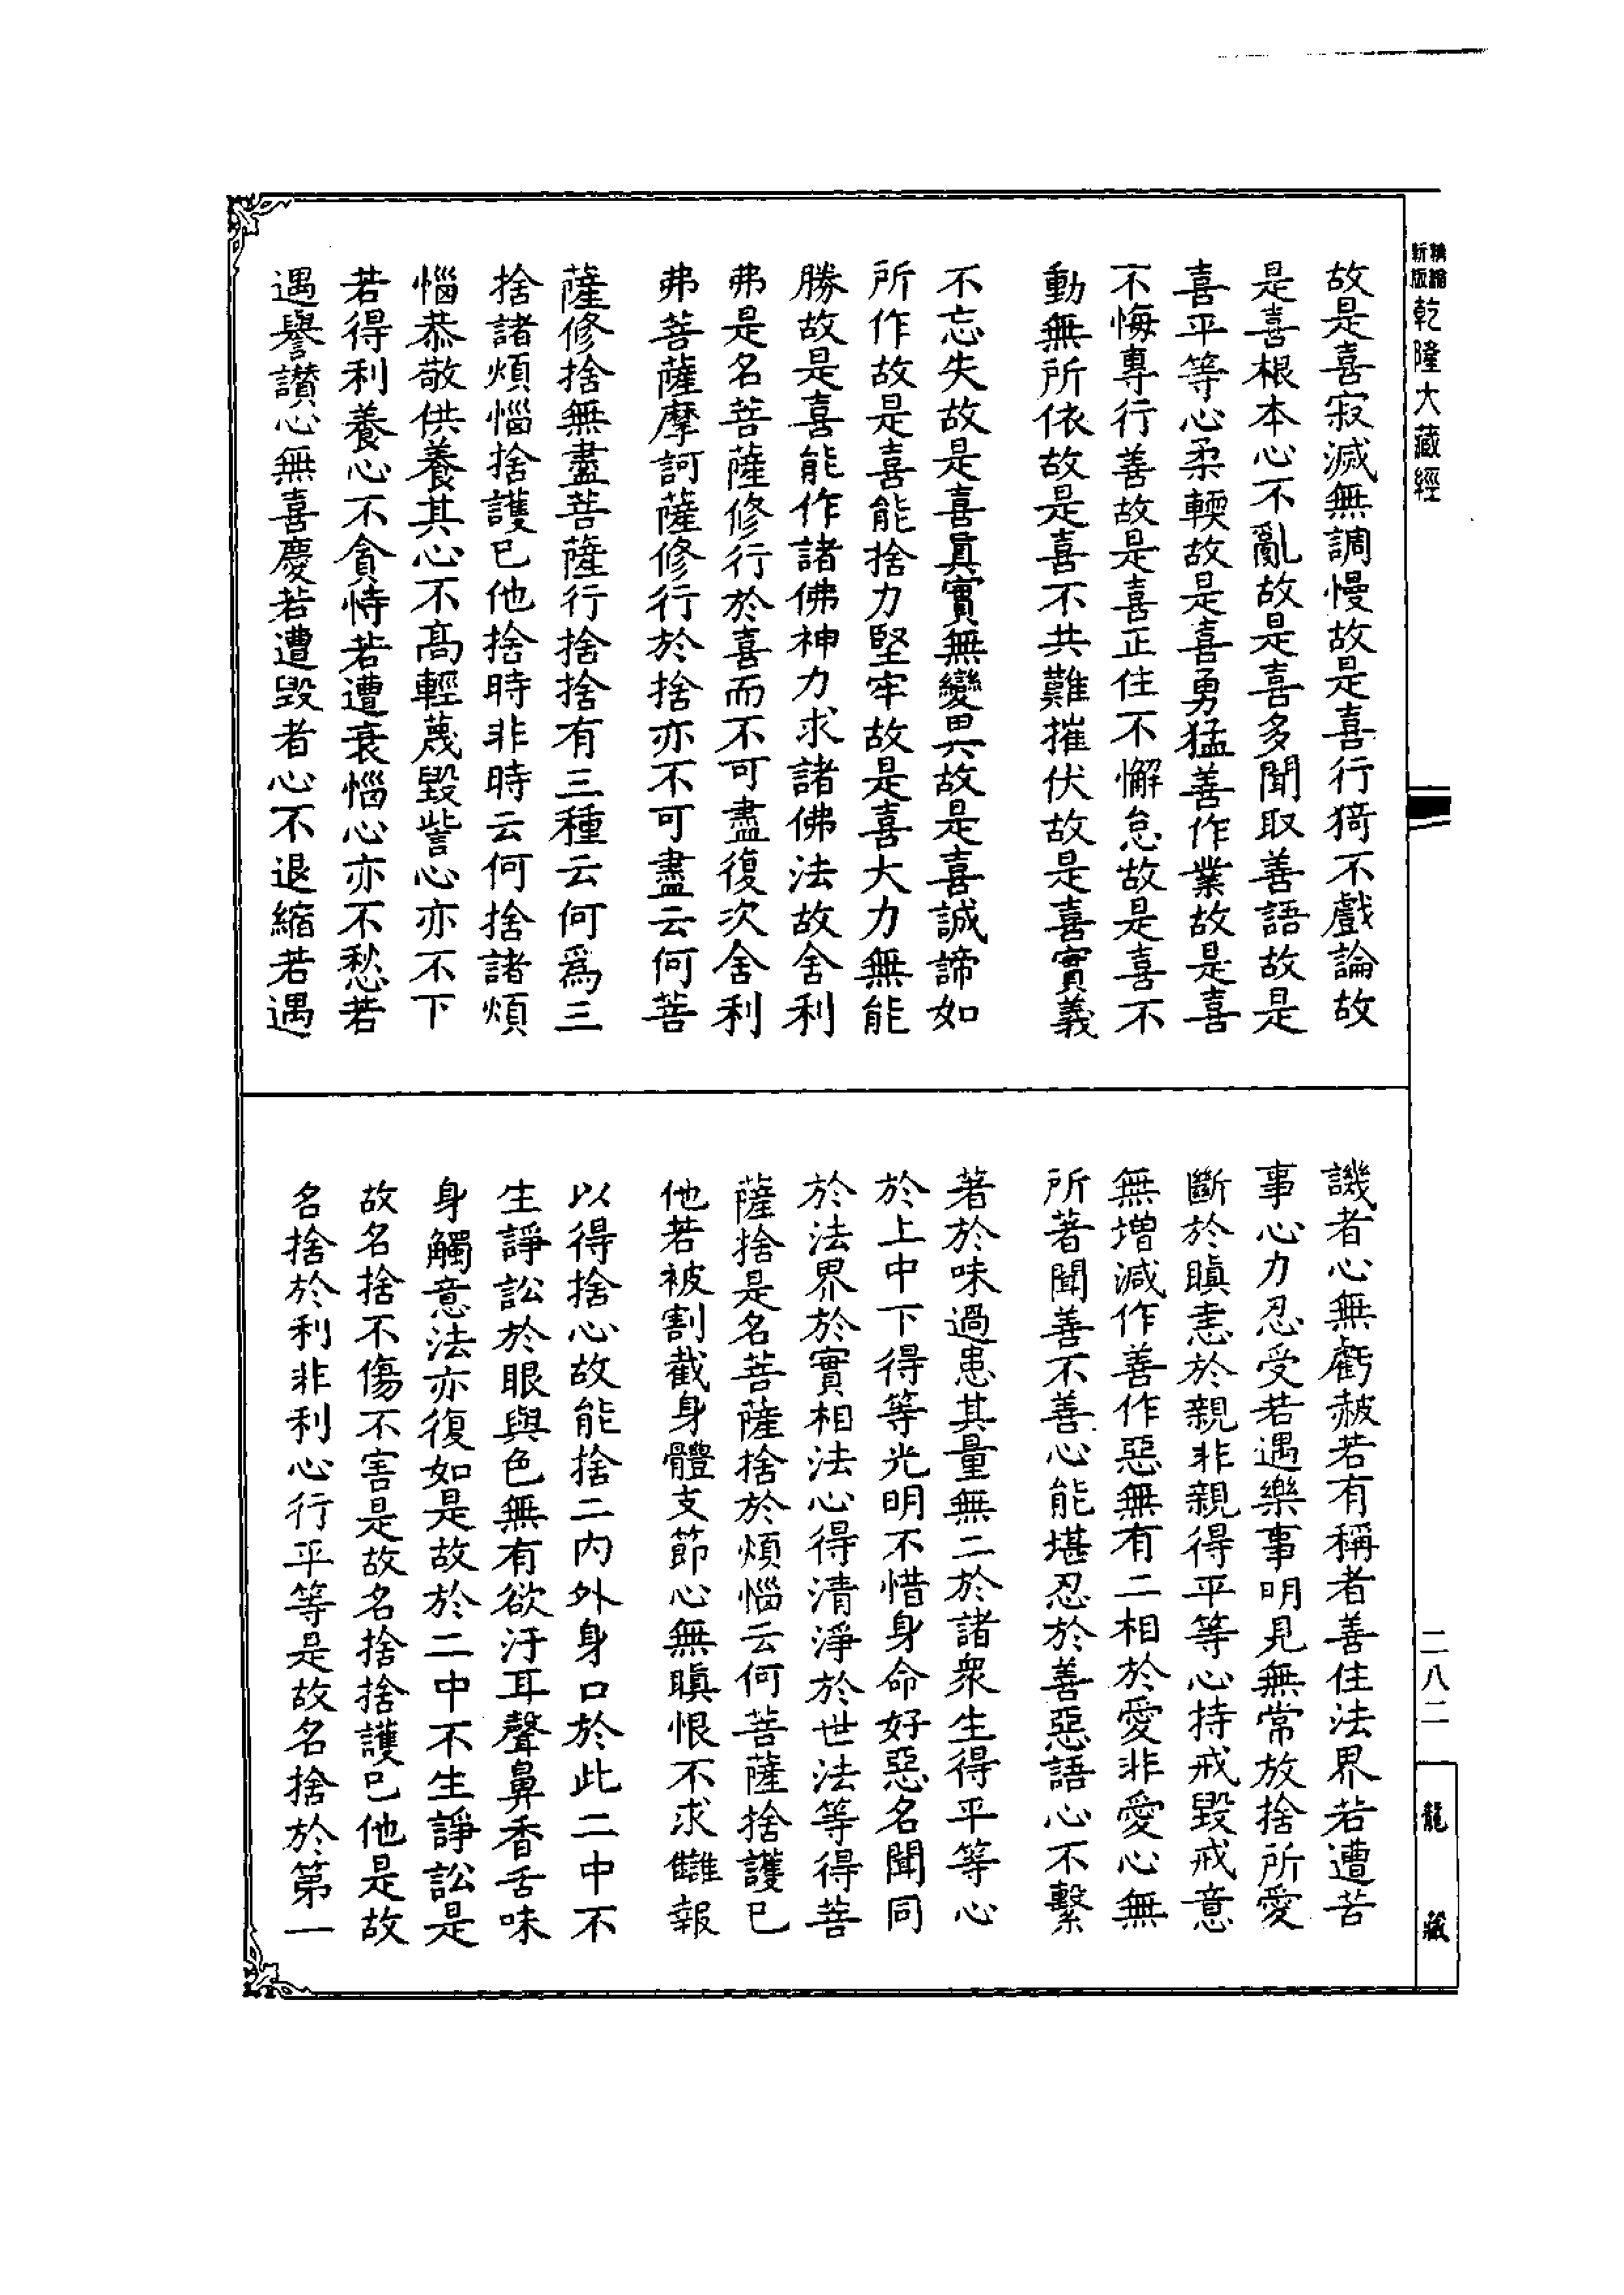 新版
乾隆大藏經
故是喜寂滅無調慢故是喜行猗不戲論故
是喜根本心不亂故是喜多聞取善語故是
喜平等心柔輭故是喜勇猛善作業故是喜
不悔專行善故是喜正住不懈怠故是喜不
動無所依故是喜不共難摧伏故是喜實義
不忘失故是喜眞實無變異故是喜誠諦如
所作故是喜能捨力堅牢故是喜大力無能
勝故是喜能作諸佛神力求諸佛法故舍利
弗是名菩薩修行於喜而不可盡復次舍利
弗菩薩摩訶薩修行於捨亦不可盡云何菩
薩修捨無盡菩薩行捨捨有三種云何爲三
捨諸煩惱捨護已他捨時非時云何捨諸煩
惱恭敬供養其心不高輕蔑毀訾心亦不下
若得利養心不貪恃若遭衰惱心亦不愁若
遇譽讃心無喜慶若遭毀者心不退縮若遇
譏者心無虧赦若有稱者善住法界若遭苦
事心力忍受若遇樂事明見無常放捨所愛
斷於瞋恚於親非親得平等心持戒毀戒意
無增減作善作惡無有二相於愛非愛心無
所著聞善不善心能堪忍於善惡語心不繫
著於味過患其量無二於諸衆生得平等心
於上中下得等光明不惜身命好惡名聞同
於法界於實相法心得清淨於世法等得菩
薩捨是名菩薩捨於煩惱云何菩薩捨護已
他若被割截身體支節心無瞋恨不求讎報
以得捨心故能捨二內外身口於此二中不
生諍訟於眼與色無有欲汙耳聲鼻香舌味
身觸意法亦復如是故於二中不生諍訟是
故名捨不傷不害是故名捨捨護已他是故
名捨於利非利心行平等是故名捨於第一
二八二
龍藏